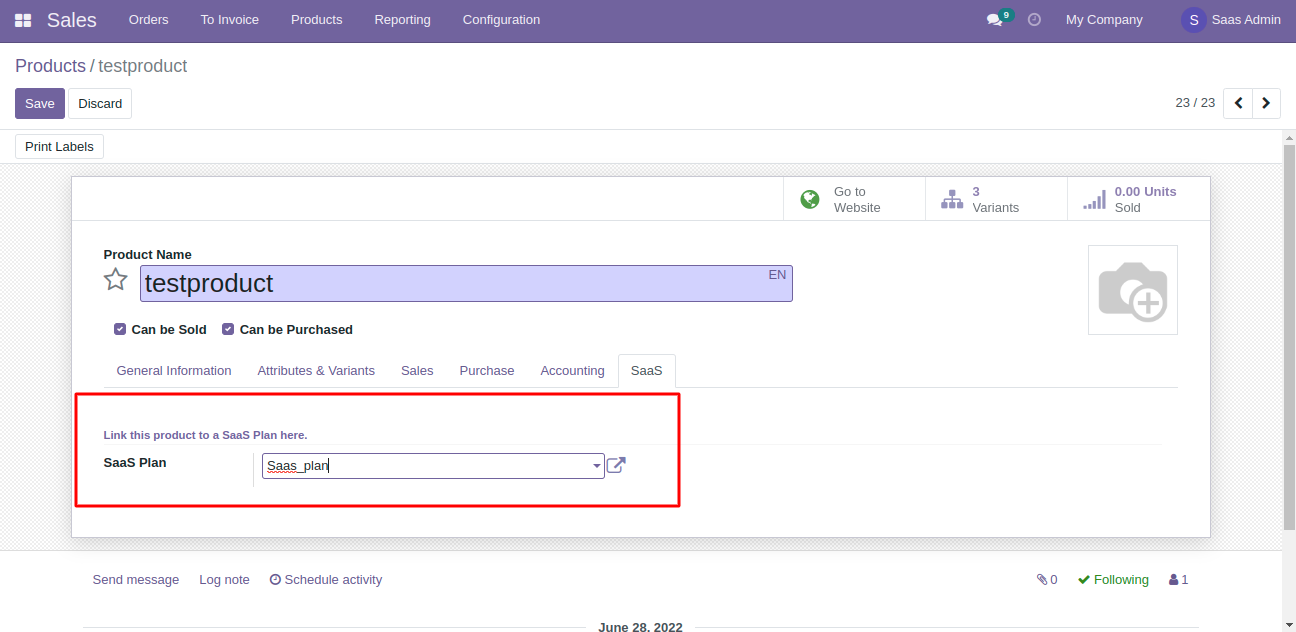 Sales Orders To Invoice Products Reporting Configuration 9 My Company S Saas Admin
Products / testproduct
Save Discard 23 / 23
Print Labels
Go to Website 3 Variants 0.00 Units Sold
Product Name
testproduct EN
Can be Sold Can be Purchased
General Information Attributes & Variants Sales Purchase Accounting SaaS
Link this product to a SaaS Plan here.
SaaS Plan Saas_plan
Send message Log note Schedule activity 0 Following 1
June 28, 2022